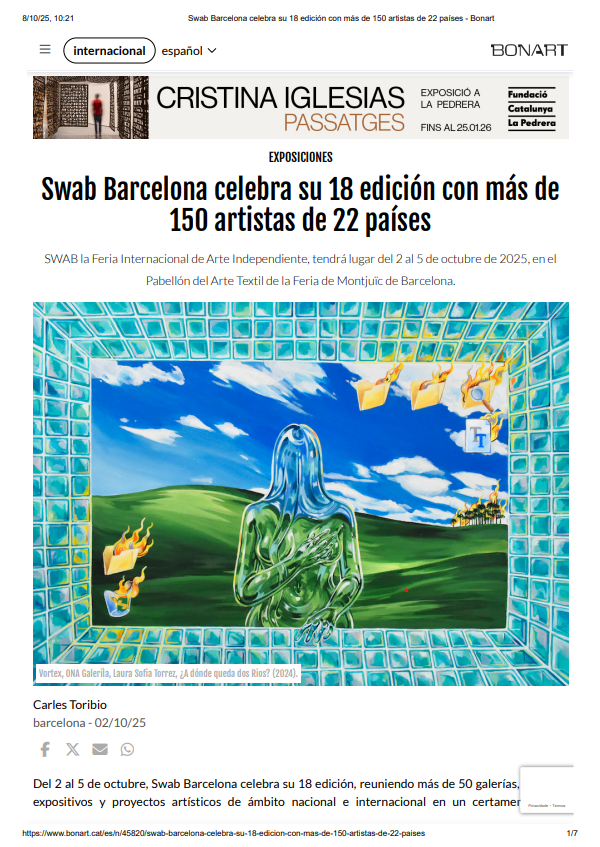 8/10/25, 10:21 Swab Barcelona celebra su 18 edición con más de 150 artistas de 22 países - Bonart
internacional español BONART
CRISTINA IGLESIAS
PASSATGES
EXPOSICIÓ A
LA PEDRERA
FINS AL 25.01.26
Fundació
Catalunya
La Pedrera
EXPOSICIONES
Swab Barcelona celebra su 18 edición con más de
150 artistas de 22 países
SWAB la Feria Internacional de Arte Independiente, tendrá lugar del 2 al 5 de octubre de 2025, en el
Pabellón del Arte Textil de la Feria de Montjuïc de Barcelona.
Vortex, ONA Galerila, Laura Sofia Torrez, ¿A dónde queda dos Rios? (2024).
Carles Toribio
barcelona - 02/10/25
Del 2 al 5 de octubre, Swab Barcelona celebra su 18 edición, reuniendo más de 50 galerías,
expositivos y proyectos artísticos de ámbito nacional e internacional en un certamen
Privacidade - Termos
https://www.bonart.cat/es/n/45820/swab-barcelona-celebra-su-18-edicion-con-mas-de-150-artistas-de-22-paises 1/7